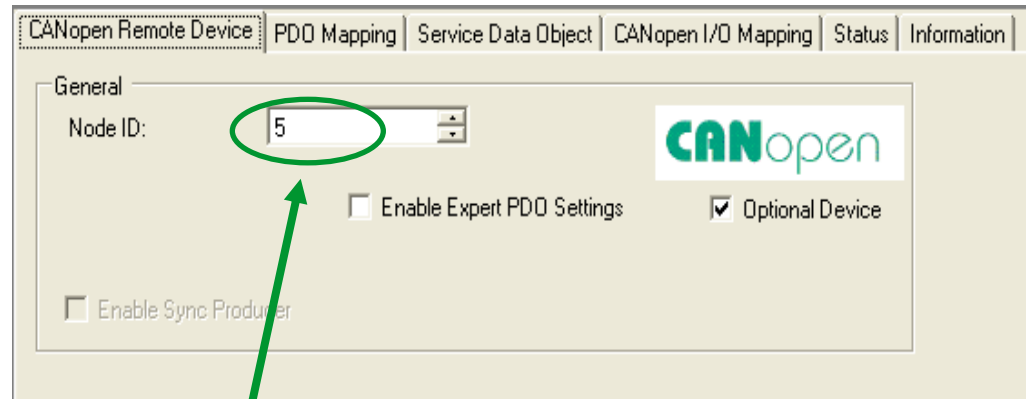 CANopen Remote Device PDO Mapping Service Data Object CANopen I/O Mapping Status Information
General
Node ID: 5
CANopen
Enable Expert PDO Settings Optional Device
Enable Sync Producer